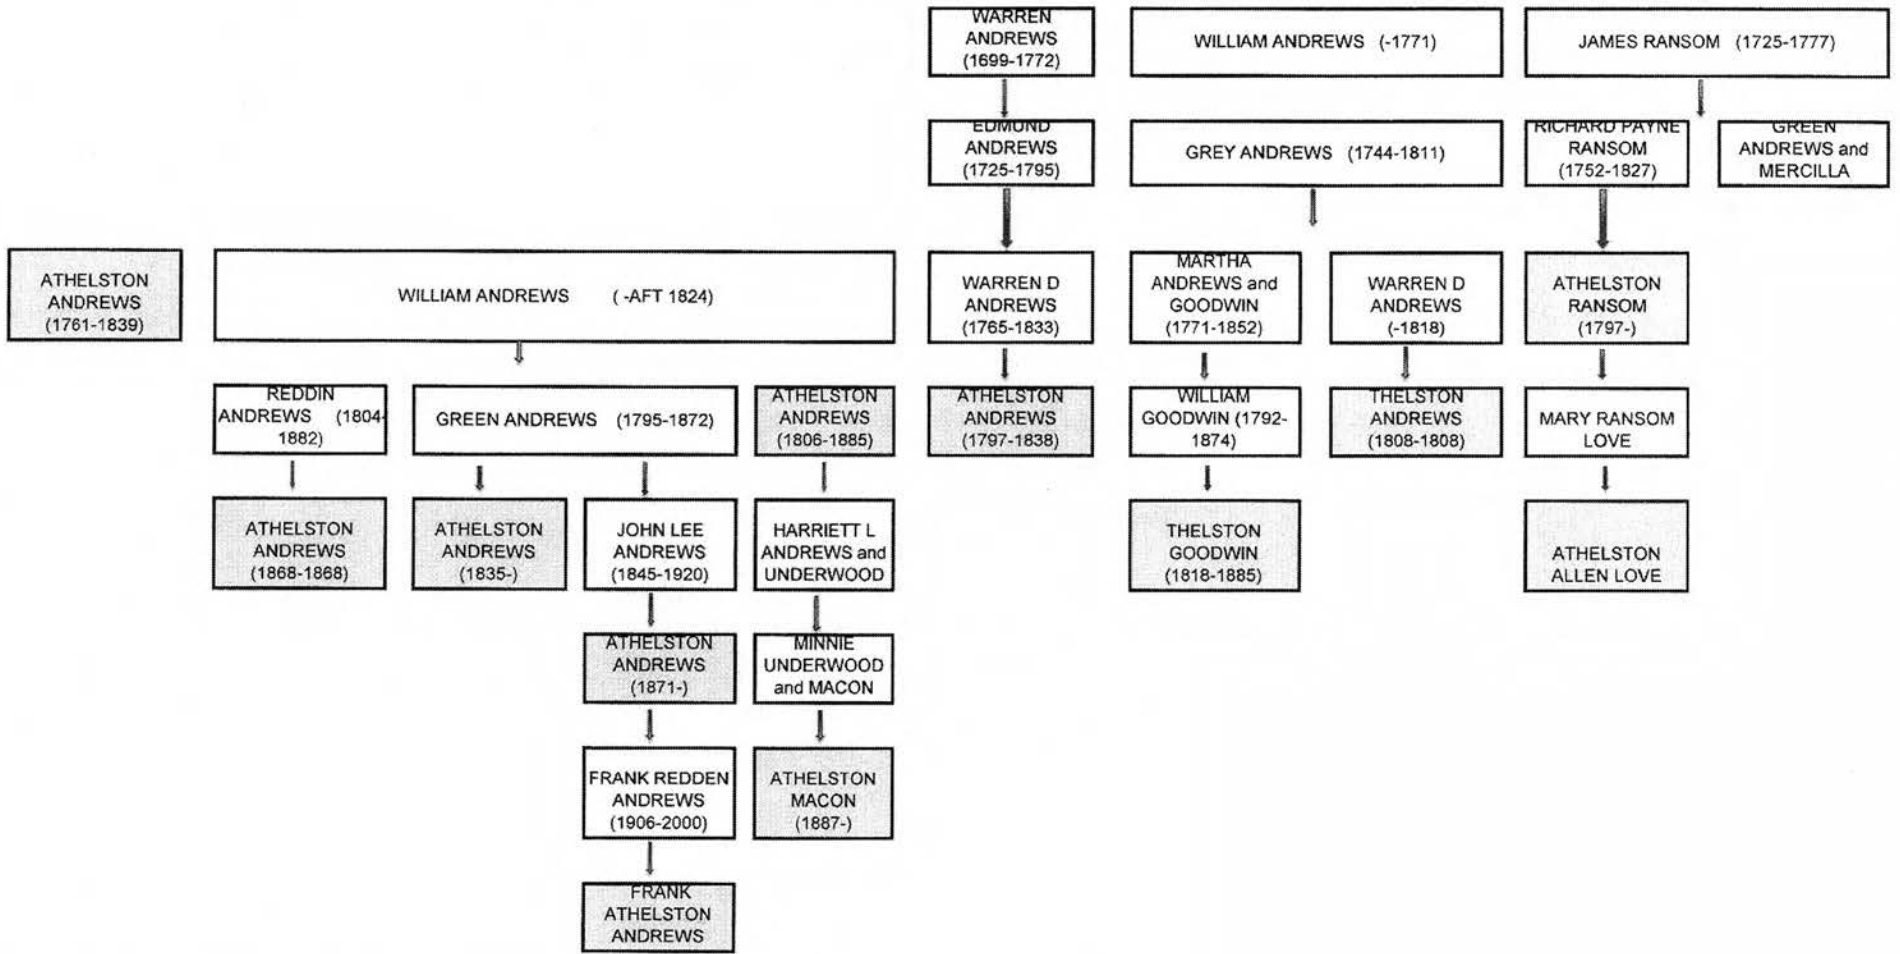 WARREN
ANDREWS
(1699-1772)
WILLIAM ANDREWS (-1771)
JAMES RANSOM (1725-1777)
EDMUND
ANDREWS
(1725-1795)
GREY ANDREWS (1744-1811)
RICHARD PAYNE
RANSOM
(1752-1827)
GREEN
ANDREWS and
MERCILLA
ATHELSTON
ANDREWS
(1761-1839)
WILLIAM ANDREWS ( -AFT 1824)
WARREN D
ANDREWS
(1765-1833)
MARTHA
ANDREWS and
GOODWIN
(1771-1852)
WARREN D
ANDREWS
(-1818)
ATHELSTON
RANSOM
(1797-)
REDDIN
ANDREWS (1804-
1882)
GREEN ANDREWS (1795-1872)
ATHELSTON
ANDREWS
(1806-1885)
ATHELSTON
ANDREWS
(1797-1838)
WILLIAM
GOODWIN (1792-
1874)
THELSTON
ANDREWS
(1808-1808)
MARY RANSOM
LOVE
ATHELSTON
ANDREWS
(1868-1868)
ATHELSTON
ANDREWS
(1835-)
JOHN LEE
ANDREWS
(1845-1920)
HARRIETT L
ANDREWS and
UNDERWOOD
THELSTON
GOODWIN
(1818-1885)
ATHELSTON
ALLEN LOVE
ATHELSTON
ANDREWS
(1871-)
MINNIE
UNDERWOOD
and MACON
FRANK REDDEN
ANDREWS
(1906-2000)
ATHELSTON
MACON
(1887-)
FRANK
ATHELSTON
ANDREWS